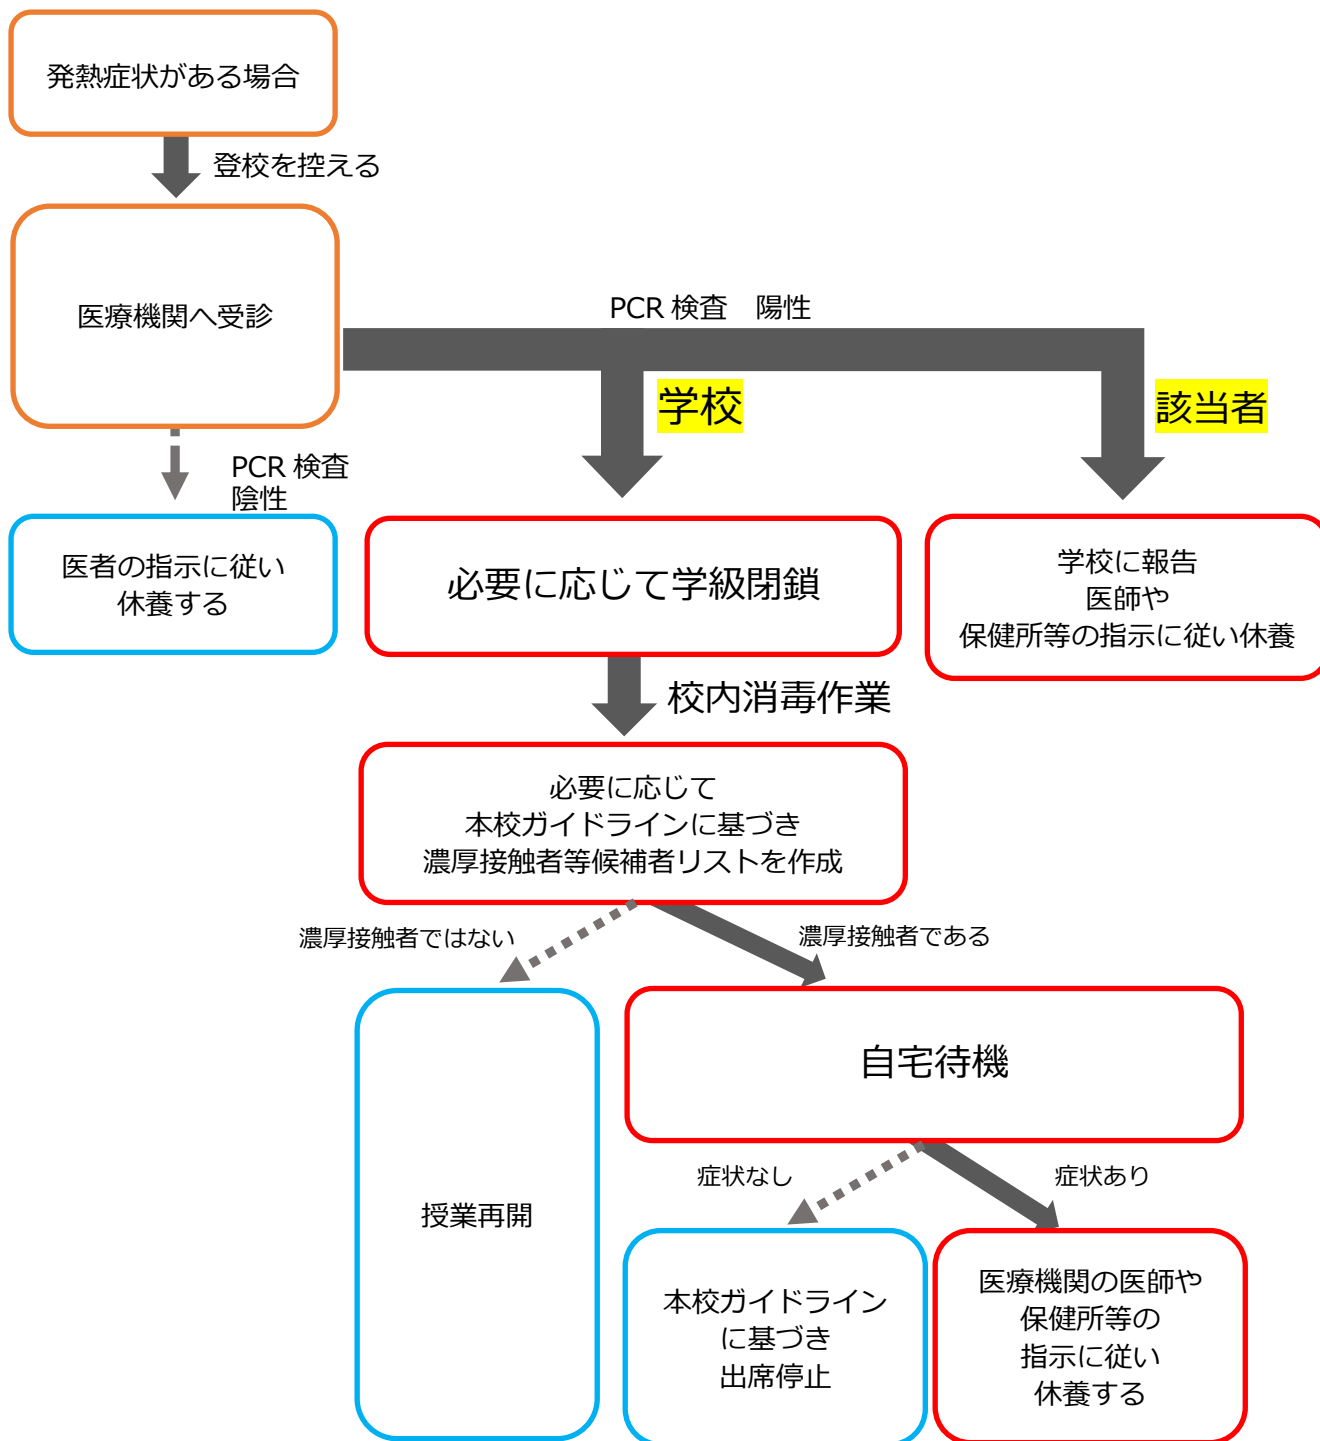 発熱症状がある場合
登校を控える
医療機関へ受診
PCR 検査　陽性
学校
該当者
PCR 検査
陰性
医者の指示に従い
休養する
必要に応じて学級閉鎖
学校に報告
医師や
保健所等の指示に従い休養
校内消毒作業
必要に応じて
本校ガイドラインに基づき
濃厚接触者等候補者リストを作成
濃厚接触者ではない
濃厚接触者である
自宅待機
症状なし
症状あり
授業再開
本校ガイドライン
に基づき
出席停止
医療機関の医師や
保健所等の
指示に従い
休養する